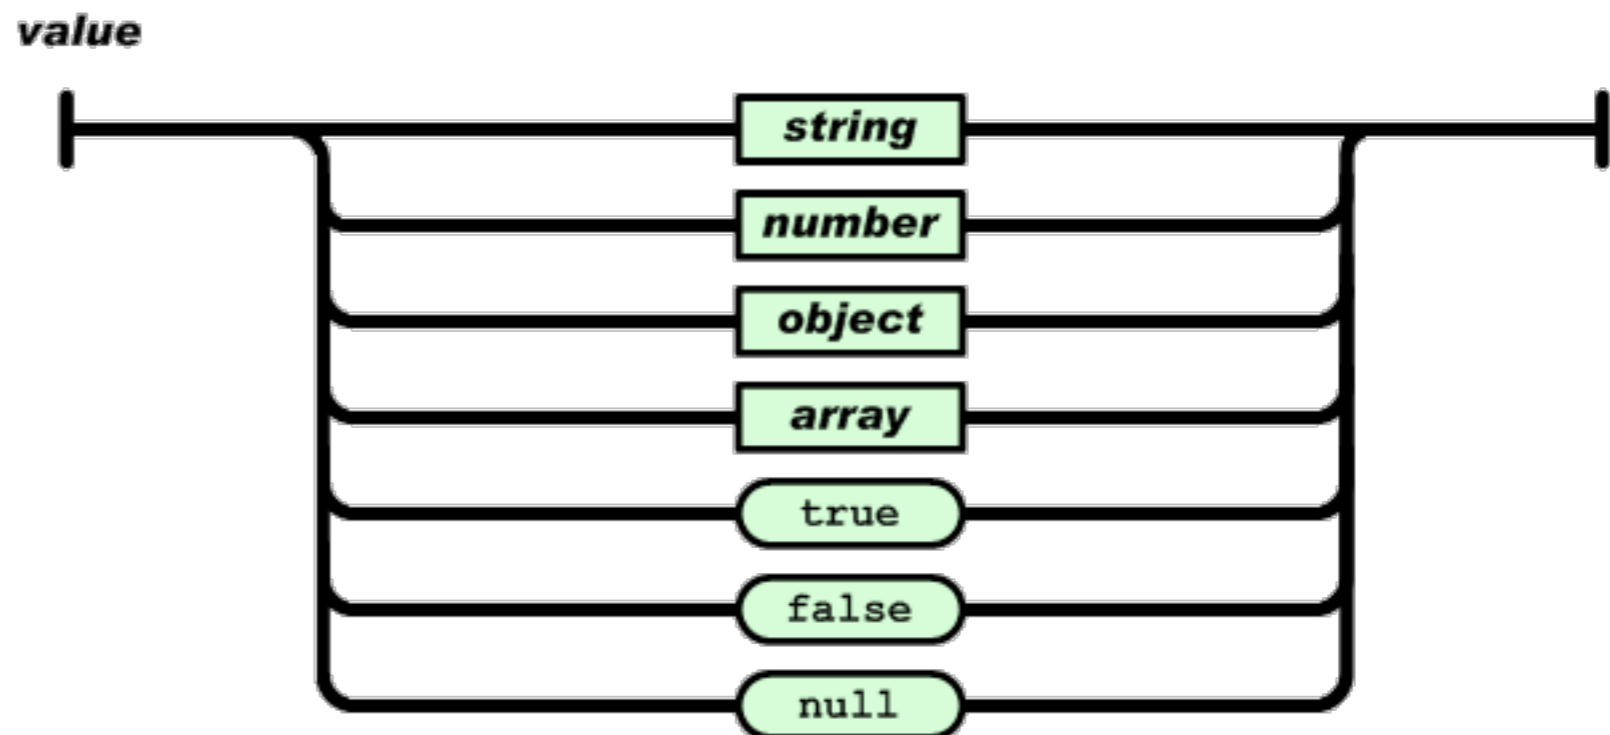 value
string
number
object
array
true
false
null